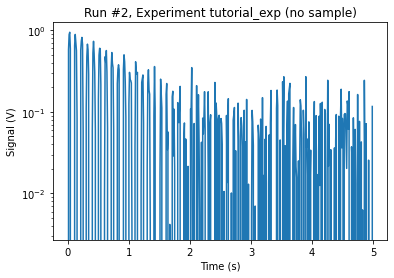 Run #2, Experiment tutorial_exp (no sample)
Signal (V)
10⁰
10⁻¹
10⁻²
0 1 2 3 4 5
Time (s)